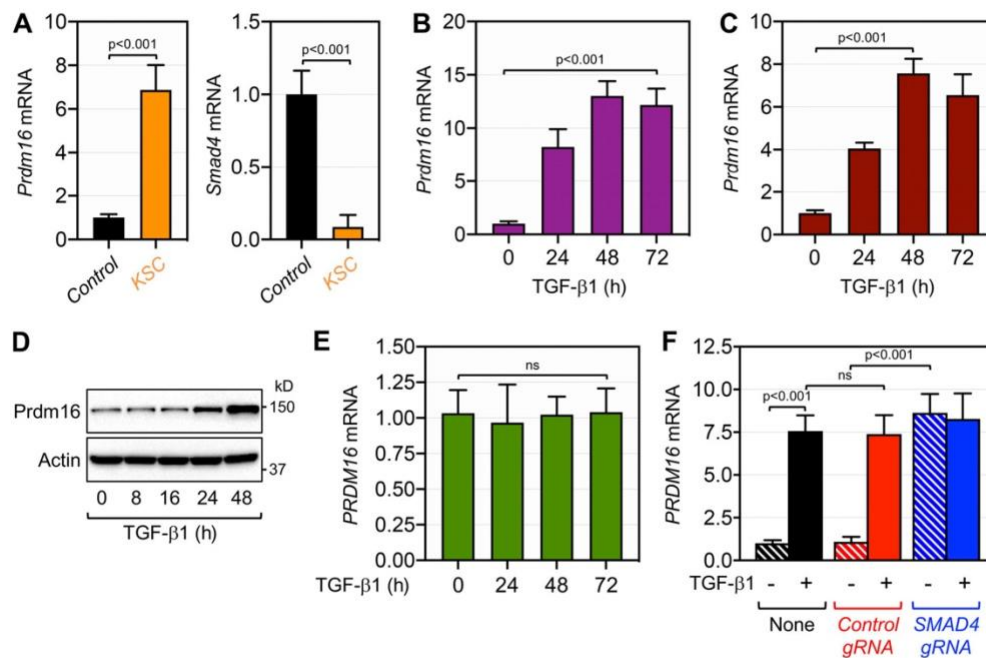 A
Prdm16 mRNA
10
8
6
4
2
0
p<0.001
Control
KSC
Smad4 mRNA
1.5
1.0
0.5
0.0
p<0.001
Control
KSC
B
Prdm16 mRNA
20
15
10
5
0
p<0.001
0 24 48 72
TGF-β1 (h)
C
Prdm16 mRNA
10
8
6
4
2
0
p<0.001
0 24 48 72
TGF-β1 (h)
D
kD
Prdm16
150
Actin
37
0 8 16 24 48
TGF-β1 (h)
E
PRDM16 mRNA
1.50
1.25
1.00
0.75
0.50
0.25
0.00
ns
TGF-β1 (h) 0 24 48 72
F
PRDM16 mRNA
12.5
10.0
7.5
5.0
2.5
0.0
p<0.001
ns
p<0.001
TGF-β1 - + - + - +
None
Control
gRNA
SMAD4
gRNA